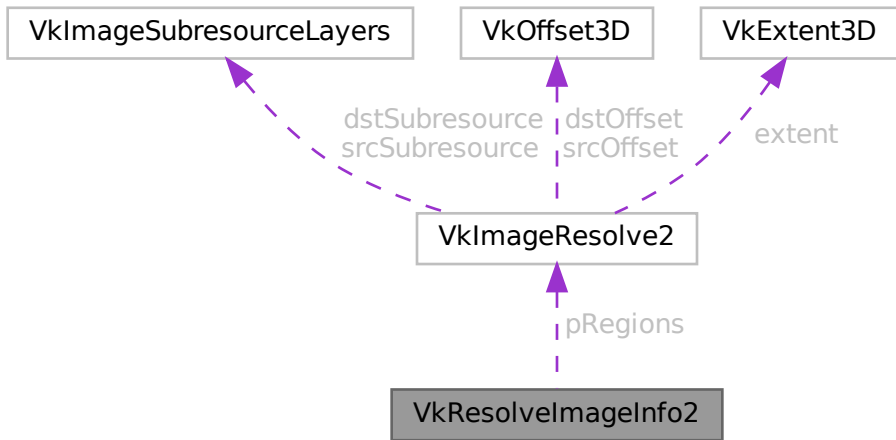 VkImageSubresourceLayers
VkOffset3D
VkExtent3D
dstSubresource
srcSubresource
dstOffset
srcOffset
extent
VkImageResolve2
pRegions
VkResolveImageInfo2